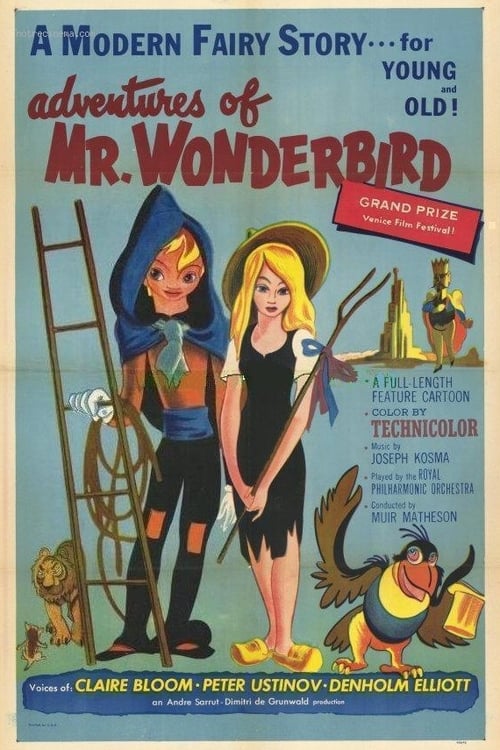 A MODERN FAIRY STORY...for
YOUNG
and
OLD!
adventures of
MR. WONDERBIRD
GRAND PRIZE
Venice Film Festival!
• A FULL-LENGTH
FEATURE CARTOON
• COLOR BY
TECHNICOLOR
• Music by
JOSEPH KOSMA
• Played by the ROYAL
PHILHARMONIC ORCHESTRA
• Conducted by
MUIR MATHESON
Voices of: CLAIRE BLOOM • PETER USTINOV • DENHOLM ELLIOTT
an Andre Sarrut - Dimitri de Grunwald production